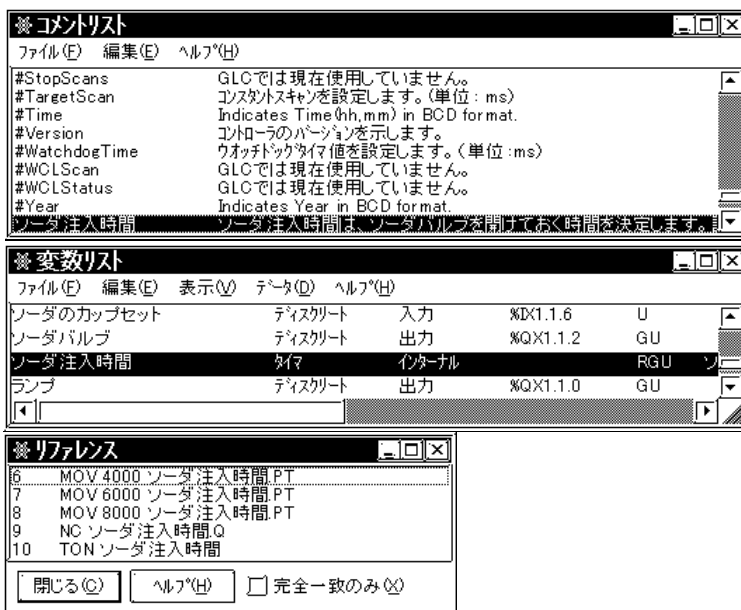 コメントリスト
ファイル(F) 編集(E) ヘルプ(H)
#StopScans GLCでは現在使用していません。
#TargetScan コンスタントスキャンを設定します。(単位：ms)
#Time Indicates Time(hh,mm) in BCD format.
#Version コントローラのバージョンを示します。
#WatchdogTime ウオッチドックタイマ値を設定します。(単位:ms)
#WCLScan GLCでは現在使用していません。
#WCLStatus GLCでは現在使用していません。
#Year Indicates Year in BCD format.
ソーダ注入時間 ソーダ注入時間は、ソーダバルブを開けておく時間を決定します。
変数リスト
ファイル(F) 編集(E) 表示(V) データ(D) ヘルプ(H)
ソーダのカップセット ディスクリート 入力 %IX1.1.6 U
ソーダバルブ ディスクリート 出力 %QX1.1.2 GU
ソーダ注入時間 タイマ インターナル RGU ソ
ランプ ディスクリート 出力 %QX1.1.0 GU
リファレンス
6 MOV 4000 ソーダ注入時間.PT
7 MOV 6000 ソーダ注入時間.PT
8 MOV 8000 ソーダ注入時間.PT
9 NC ソーダ注入時間.Q
10 TON ソーダ注入時間
閉じる(C) ヘルプ(H) 完全一致のみ(X)